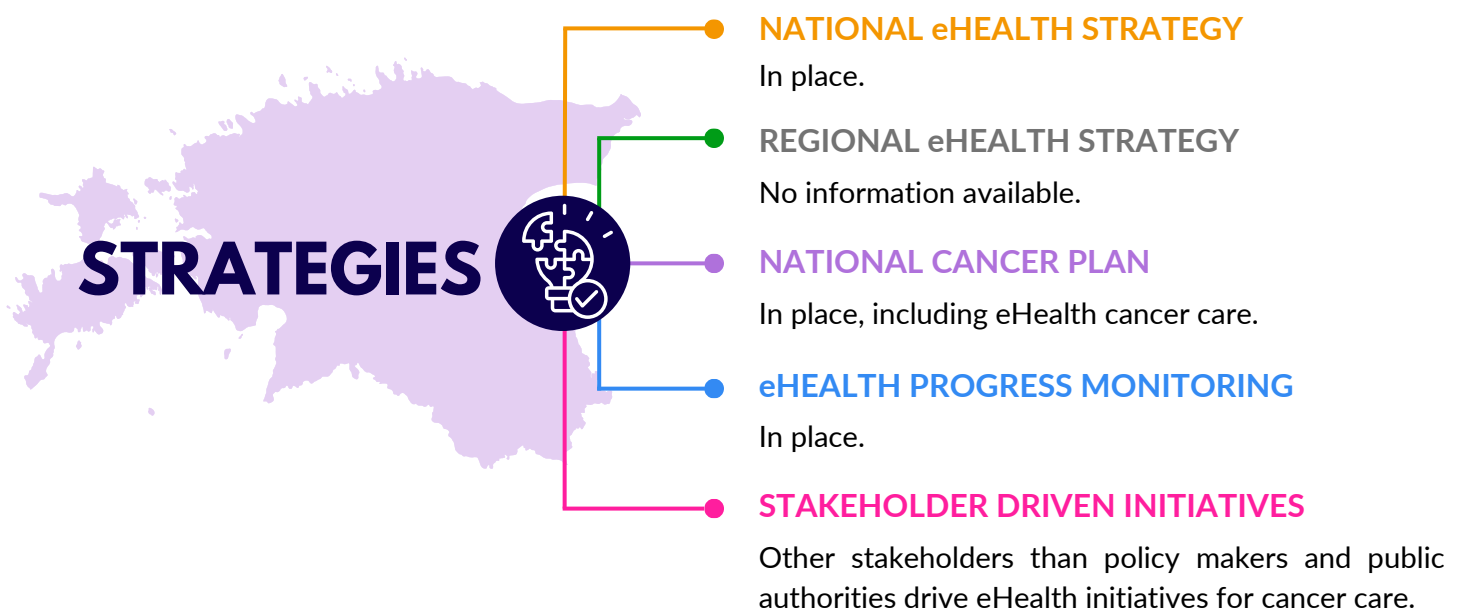 STRATEGIES
NATIONAL eHEALTH STRATEGY
In place.
REGIONAL eHEALTH STRATEGY
No information available.
NATIONAL CANCER PLAN
In place, including eHealth cancer care.
eHEALTH PROGRESS MONITORING
In place.
STAKEHOLDER DRIVEN INITIATIVES
Other stakeholders than policy makers and public
authorities drive eHealth initiatives for cancer care.